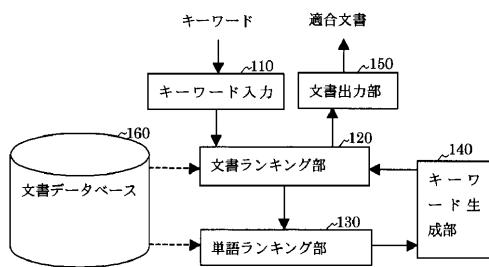 キーワード
適合文書
110
150
キーワード入力
文書出力部
160
120
140
文書データベース
文書ランキング部
キーワ
ード生
成部
130
単語ランキング部